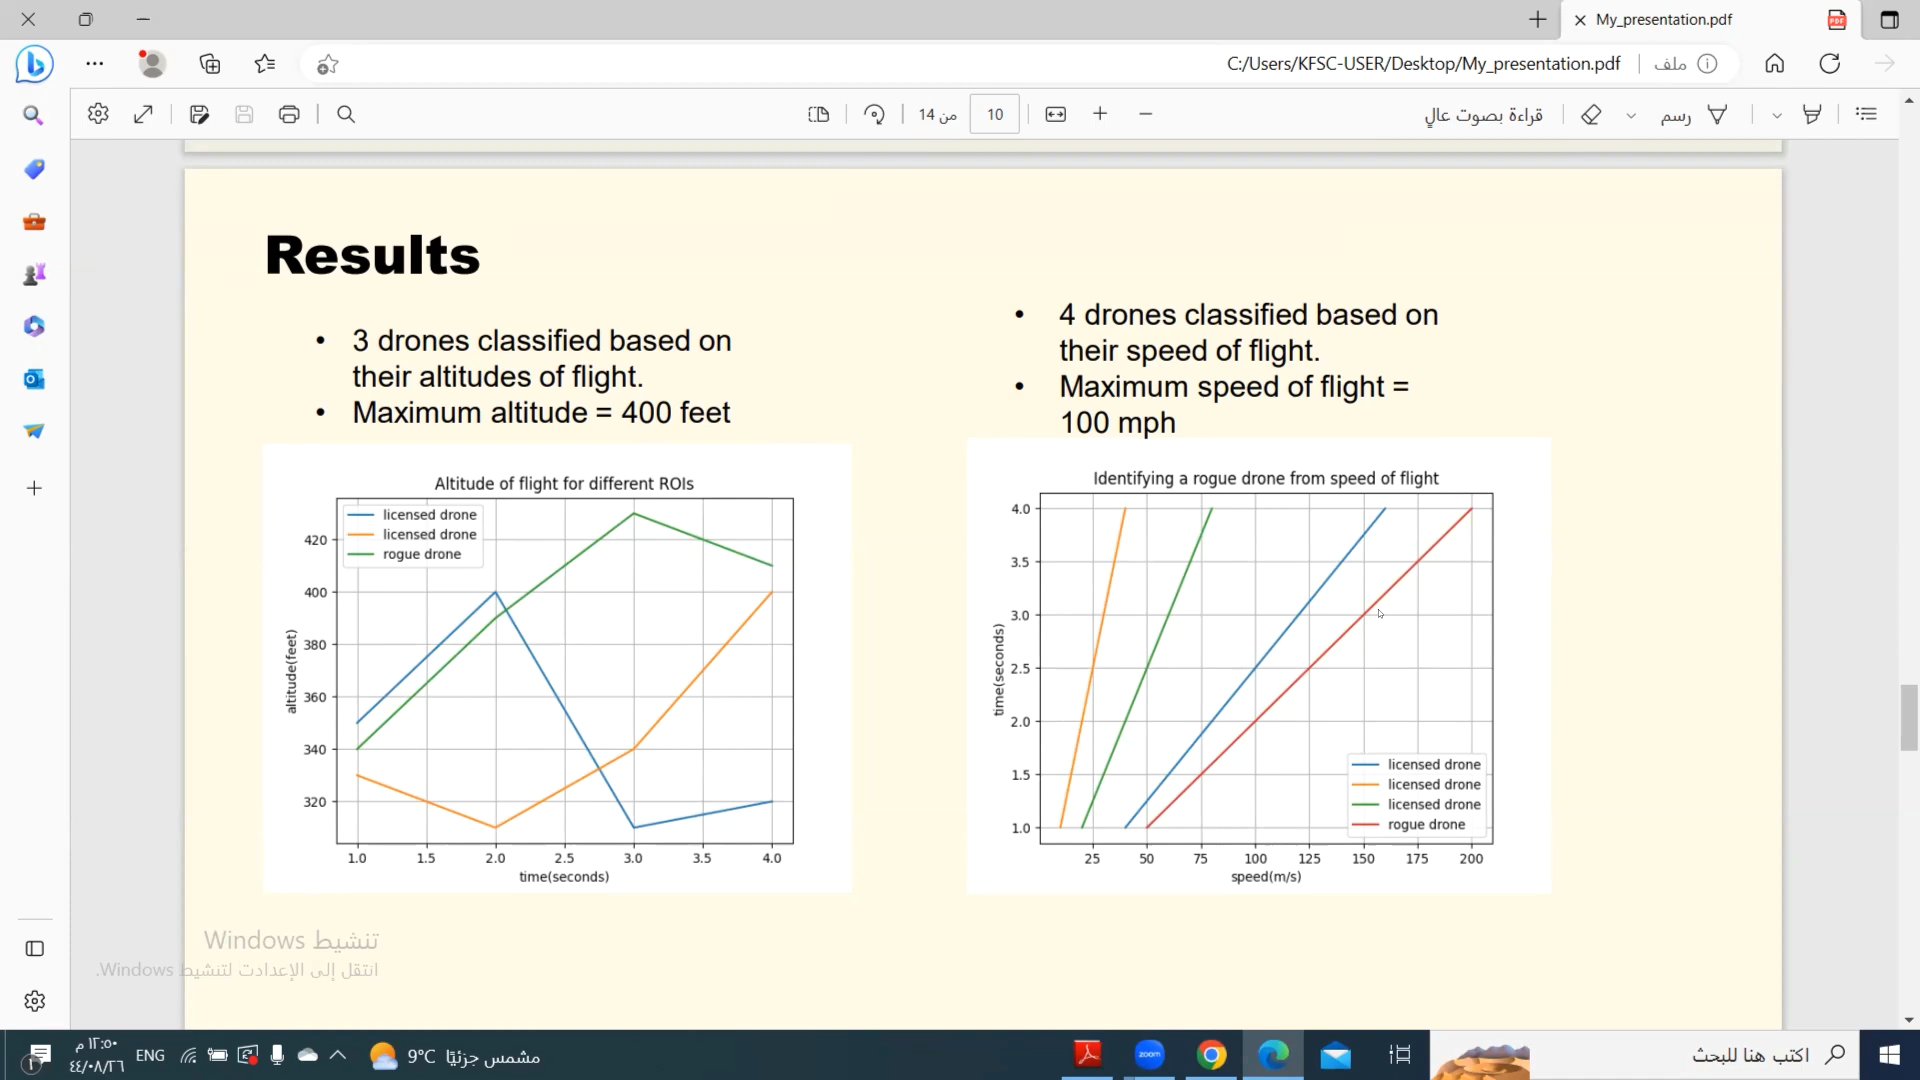 My_presentation.pdf
C:/Users/KFSC-USER/Desktop/My_presentation.pdf
ملف
من 14
10
قراءة بصوت عالٍ
رسم
Results
• 3 drones classified based on
their altitudes of flight.
• Maximum altitude = 400 feet
• 4 drones classified based on
their speed of flight.
• Maximum speed of flight =
100 mph
Altitude of flight for different ROIs
licensed drone
licensed drone
rogue drone
420
400
380
360
340
320
altitude(feet)
1.0 1.5 2.0 2.5 3.0 3.5 4.0
time(seconds)
Identifying a rogue drone from speed of flight
4.0
3.5
3.0
2.5
2.0
1.5
1.0
time(seconds)
licensed drone
licensed drone
licensed drone
rogue drone
25 50 75 100 125 150 175 200
speed(m/s)
تنشيط Windows
انتقل إلى الإعدادت لتنشيط Windows.
١٢:٥٠ م
٤٤/٠٨/٢٦
ENG
9°C مشمس جزئيًا
zoom
اكتب هنا للبحث